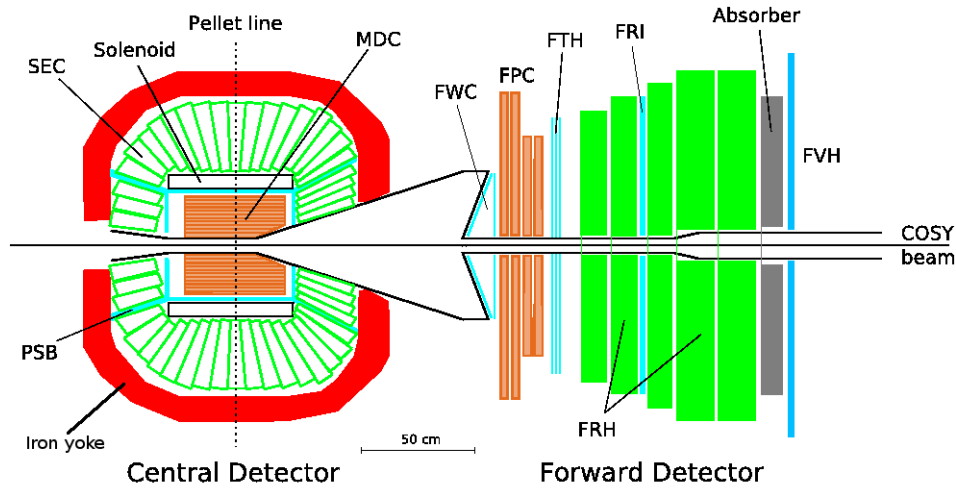 Pellet line
Absorber
Solenoid
MDC
FTH
FRI
SEC
FWC
FPC
FVH
COSY
beam
PSB
FRH
Iron yoke
50 cm
Central Detector
Forward Detector